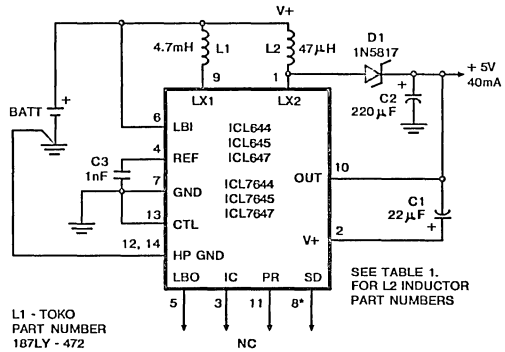 V+
4.7mH
L1
L2
47µH
D1
1N5817
9
1
+ 5V
40mA
LX1
LX2
BATT
+
+
C2
220µF
6
LBI
ICL644
ICL645
ICL647
4
REF
C3
1nF
7
GND
ICL7644
ICL7645
ICL7647
10
OUT
13
CTL
C1
22µF
+
12, 14
HP GND
2
V+
LBO
IC
PR
SD
5
3
11
8*
SEE TABLE 1.
FOR L2 INDUCTOR
PART NUMBERS
L1 - TOKO
PART NUMBER
187LY - 472
NC